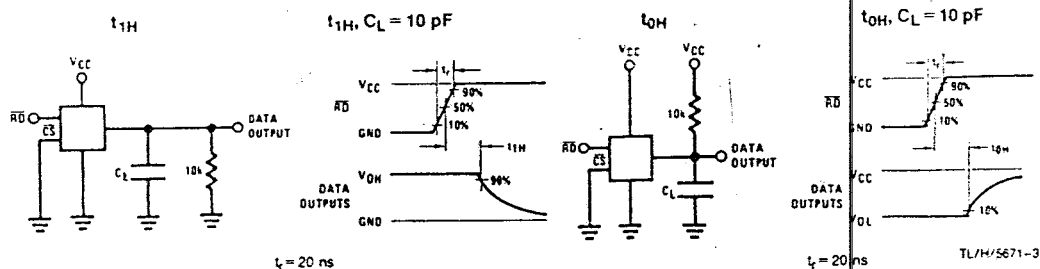 t1H
t1H, CL = 10 pF
t0H
t0H, CL = 10 pF
VCC
RD
CS
DATA
OUTPUT
CL
10k
tr
VCC
90%
RD
50%
GND
10%
t1H
VOH
90%
DATA
OUTPUTS
GND
tr = 20 ns
VCC
VCC
10k
RD
CS
DATA
OUTPUT
CL
tr
VCC
90%
RD
50%
10%
GND
t0H
VCC
DATA
OUTPUTS
VOL
10%
tr = 20 ns
TL/H/5671-3